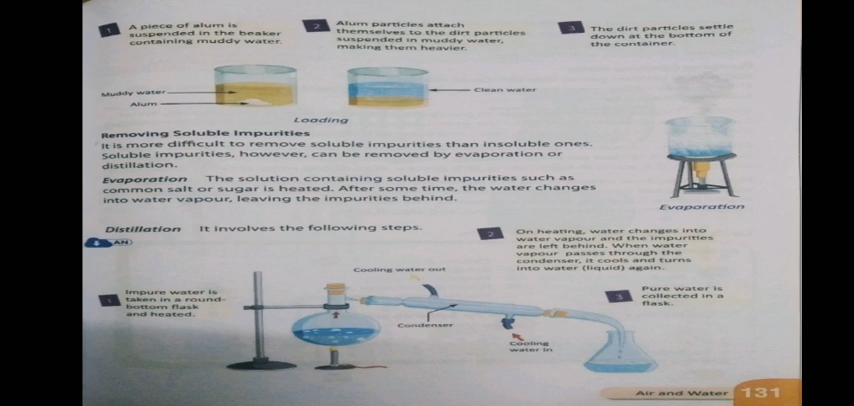 1
A piece of alum is
suspended in the beaker
containing muddy water.
2
Alum particles attach
themselves to the dirt particles
suspended in muddy water,
making them heavier.
3
The dirt particles settle
down at the bottom of
the container.
Muddy water
Alum
Clean water
Loading
Removing Soluble Impurities
It is more difficult to remove soluble impurities than insoluble ones.
Soluble impurities, however, can be removed by evaporation or
distillation.
Evaporation The solution containing soluble impurities such as
common salt or sugar is heated. After some time, the water changes
into water vapour, leaving the impurities behind.
Evaporation
Distillation It involves the following steps.
AN
1
Impure water is
taken in a round-
bottom flask
and heated.
2
On heating, water changes into
water vapour and the impurities
are left behind. When water
vapour passes through the
condenser, it cools and turns
into water (liquid) again.
Cooling water out
Condenser
Cooling
water in
3
Pure water is
collected in a
flask.
Air and Water 131